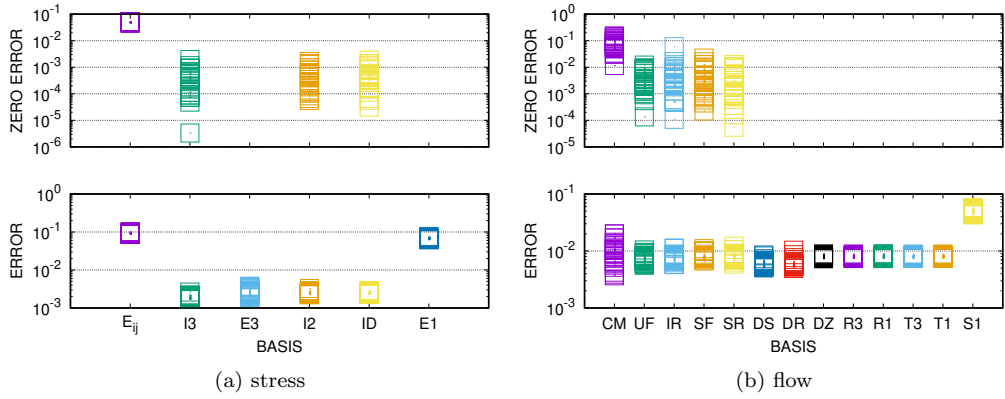 10^-1
10^-2
10^-3
10^-4
10^-5
10^-6
ZERO ERROR
10^0
10^-1
10^-2
10^-3
ERROR
E_ij I3 E3 I2 ID E1
BASIS
(a) stress
10^0
10^-1
10^-2
10^-3
10^-4
10^-5
ZERO ERROR
10^-1
10^-2
10^-3
ERROR
CM UF IR SF SR DS DR DZ R3 R1 T3 T1 S1
BASIS
(b) flow